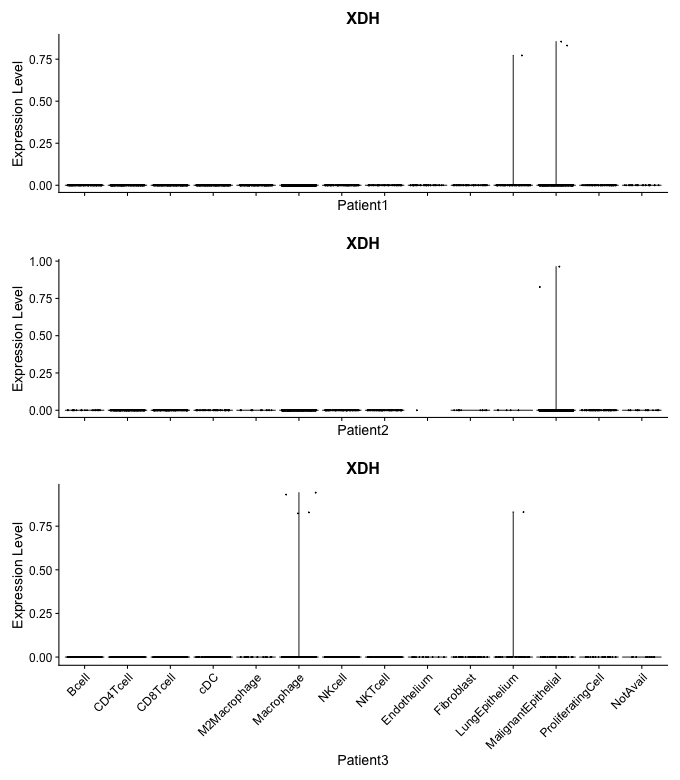 XDH
Expression Level
0.75
0.50
0.25
0.00
Patient1
XDH
Expression Level
1.00
0.75
0.50
0.25
0.00
Patient2
XDH
Expression Level
0.75
0.50
0.25
0.00
Bcell
CD4Tcell
CD8Tcell
cDC
M2Macrophage
Macrophage
NKcell
NKTcell
Endothelium
Fibroblast
LungEpithelium
MalignantEpithelial
ProliferatingCell
NotAvail
Patient3